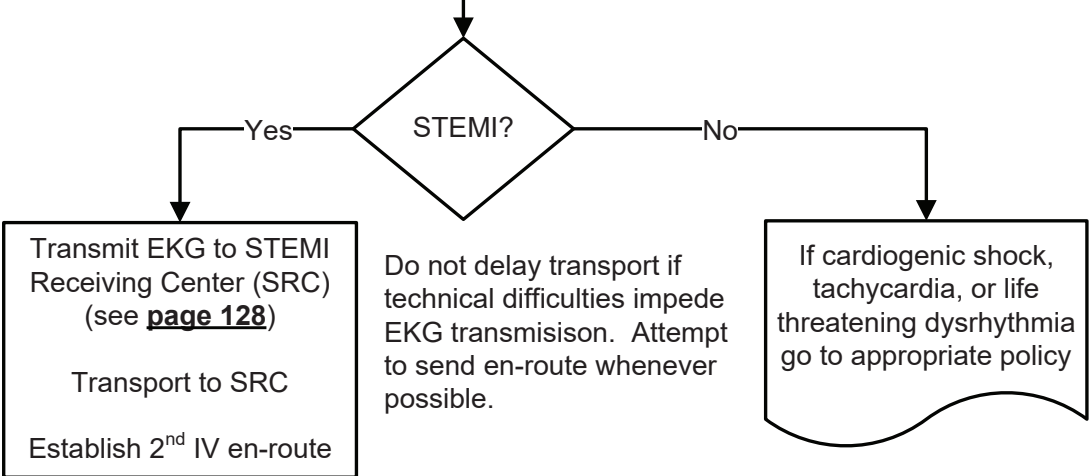 STEMI?
Yes
No
Transmit EKG to STEMI
Receiving Center (SRC)
(see page 128)
Transport to SRC
Establish 2nd IV en-route
Do not delay transport if
technical difficulties impede
EKG transmisison. Attempt
to send en-route whenever
possible.
If cardiogenic shock,
tachycardia, or life
threatening dysrhythmia
go to appropriate policy